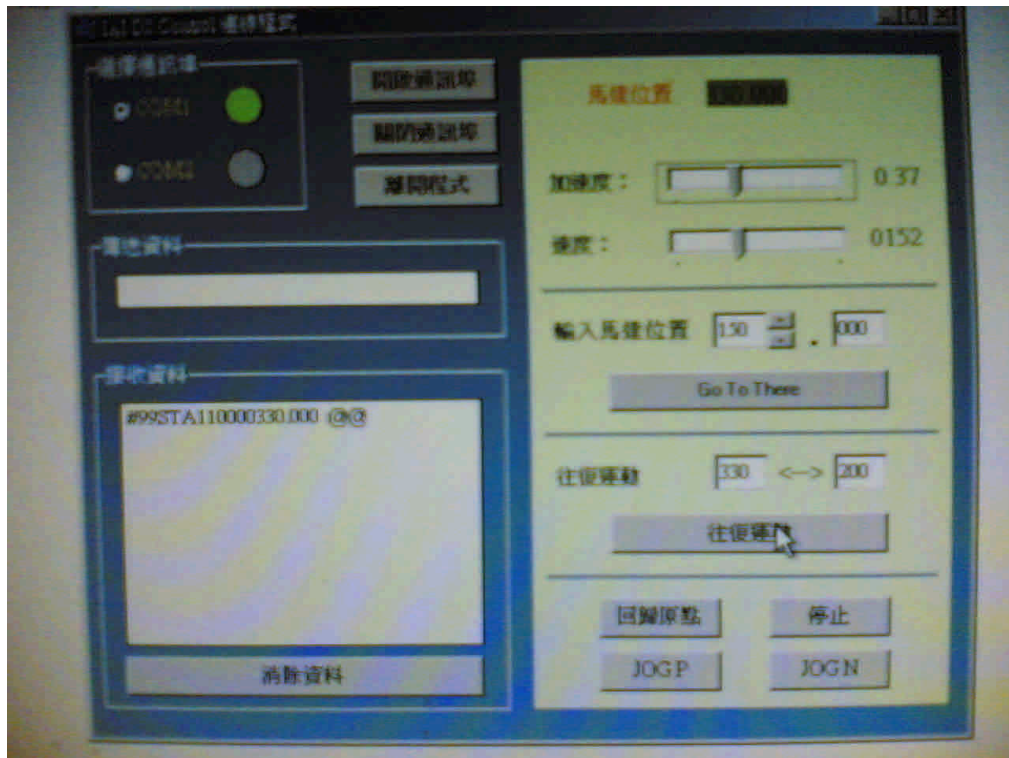 選擇通訊埠
COM1
COM2
開啟通訊埠
關閉通訊埠
離開程式
傳送資料
接收資料
#99STA110000330.000 @@
消除資料
馬達位置
加速度： 0.37
速度： 0152
輸入馬達位置 150 . 000
Go To There
往復運動 330 <--> 200
往復運動
回歸原點 停止
JOG P JOG N